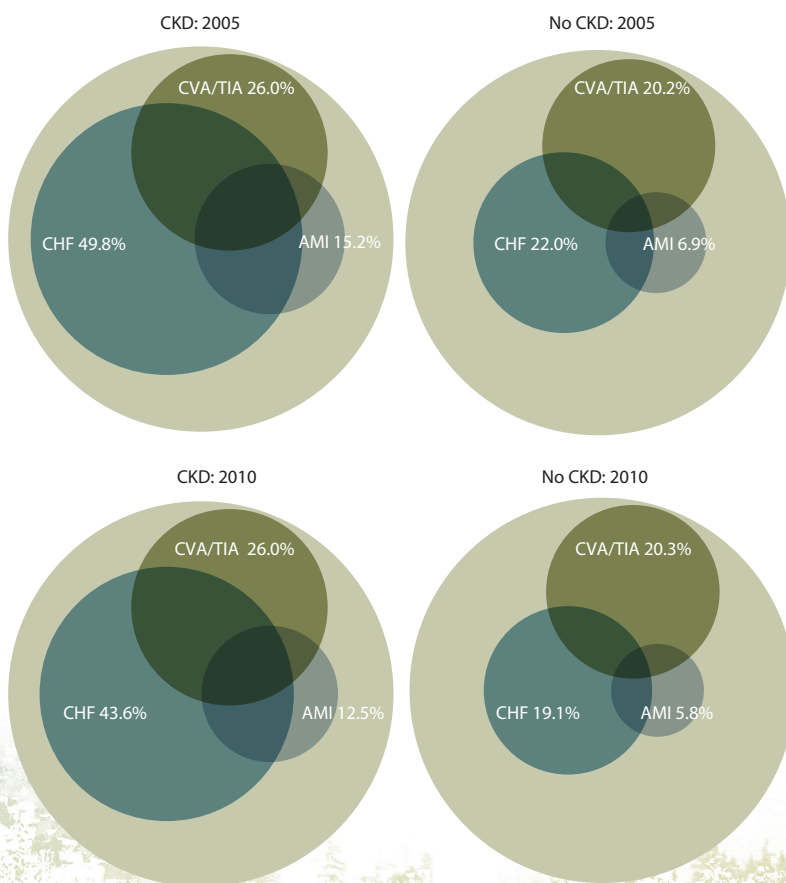 CKD: 2005
CVA/TIA 26.0%
CHF 49.8%
AMI 15.2%
No CKD: 2005
CVA/TIA 20.2%
CHF 22.0%
AMI 6.9%
CKD: 2010
CVA/TIA 26.0%
CHF 43.6%
AMI 12.5%
No CKD: 2010
CVA/TIA 20.3%
CHF 19.1%
AMI 5.8%